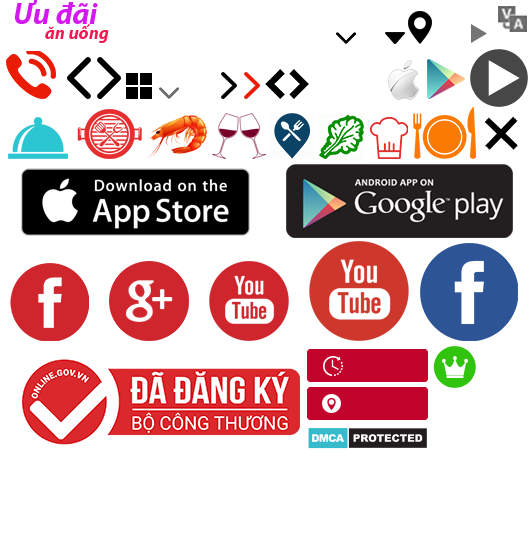 Ưu đãi
ăn uống
V
A
Download on the
App Store
ANDROID APP ON
Google play
f
g+
You
Tube
You
Tube
f
ONLINE.GOV.VN
ĐÃ ĐĂNG KÝ
BỘ CÔNG THƯƠNG
DMCA PROTECTED